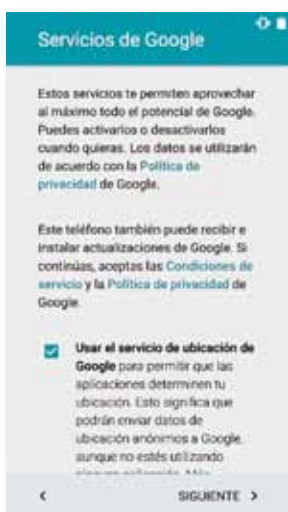 Servicios de Google
Estos servicios te permiten aprovechar
al máximo todo el potencial de Google.
Puedes activarlos o desactivarlos
cuando quieras. Los datos se utilizarán
de acuerdo con la Política de
privacidad de Google.
Este teléfono también puede recibir e
instalar actualizaciones de Google. Si
continúas, aceptas las Condiciones de
servicio y la Política de privacidad de
Google.
Usar el servicio de ubicación de
Google para permitir que las
aplicaciones determinen tu
ubicación. Esto significa que
podrán enviar datos de
ubicación anónimos a Google,
aunque no estés utilizando
SIGUIENTE